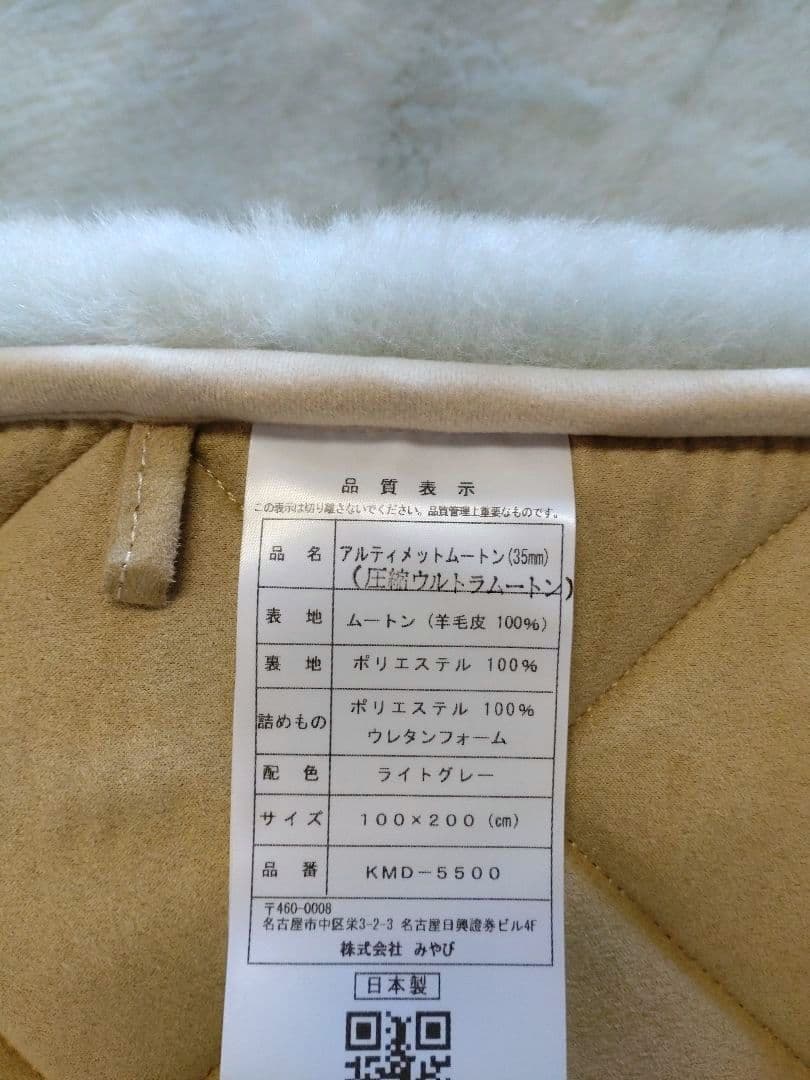 品質表示
この表示は切り離さないでください。品質管理上重要なものです。
品名 アルティメットムートン(35mm)
(圧縮ウルトラムートン)
表地 ムートン(羊毛皮 100%)
裏地 ポリエステル 100%
詰めもの ポリエステル 100%
ウレタンフォーム
配色 ライトグレー
サイズ 100×200(cm)
品番 KMD-5500
〒460-0008
名古屋市中区栄3-2-3 名古屋日興證券ビル4F
株式会社 みやび
日本製